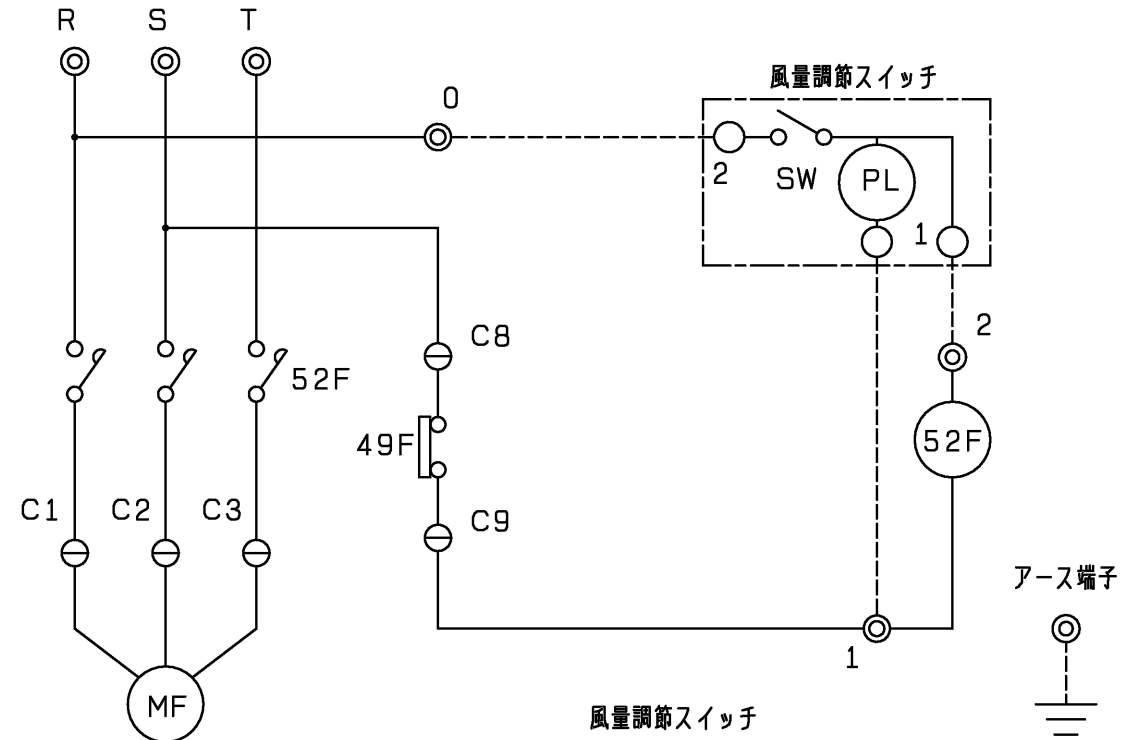 R S T
風量調節スイッチ
0
2 SW PL
1
C8 2
52F
49F 52F
C1 C2 C3 C9
アース端子
1
MF 風量調節スイッチ